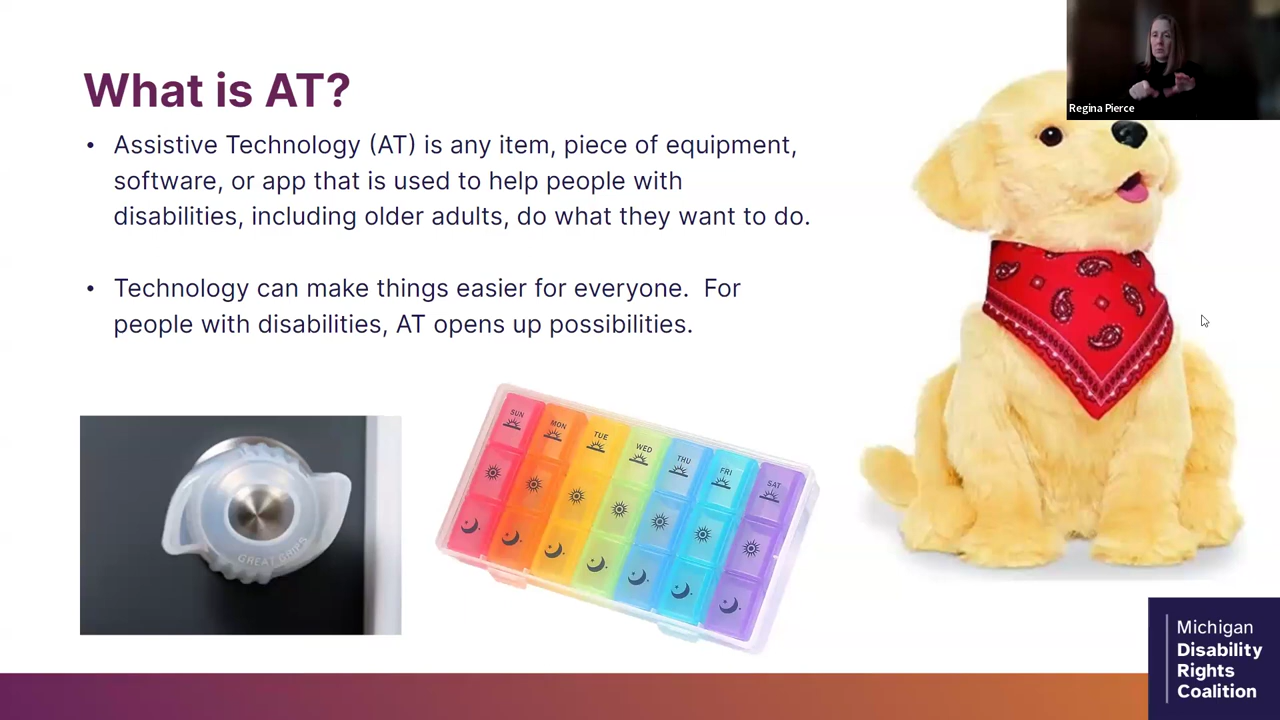 What is AT?
• Assistive Technology (AT) is any item, piece of equipment,
software, or app that is used to help people with
disabilities, including older adults, do what they want to do.
• Technology can make things easier for everyone.  For
people with disabilities, AT opens up possibilities.
Regina Pierce
GREAT GRIPS
SUN
MON
TUE
WED
THU
FRI
SAT
Michigan
Disability
Rights
Coalition